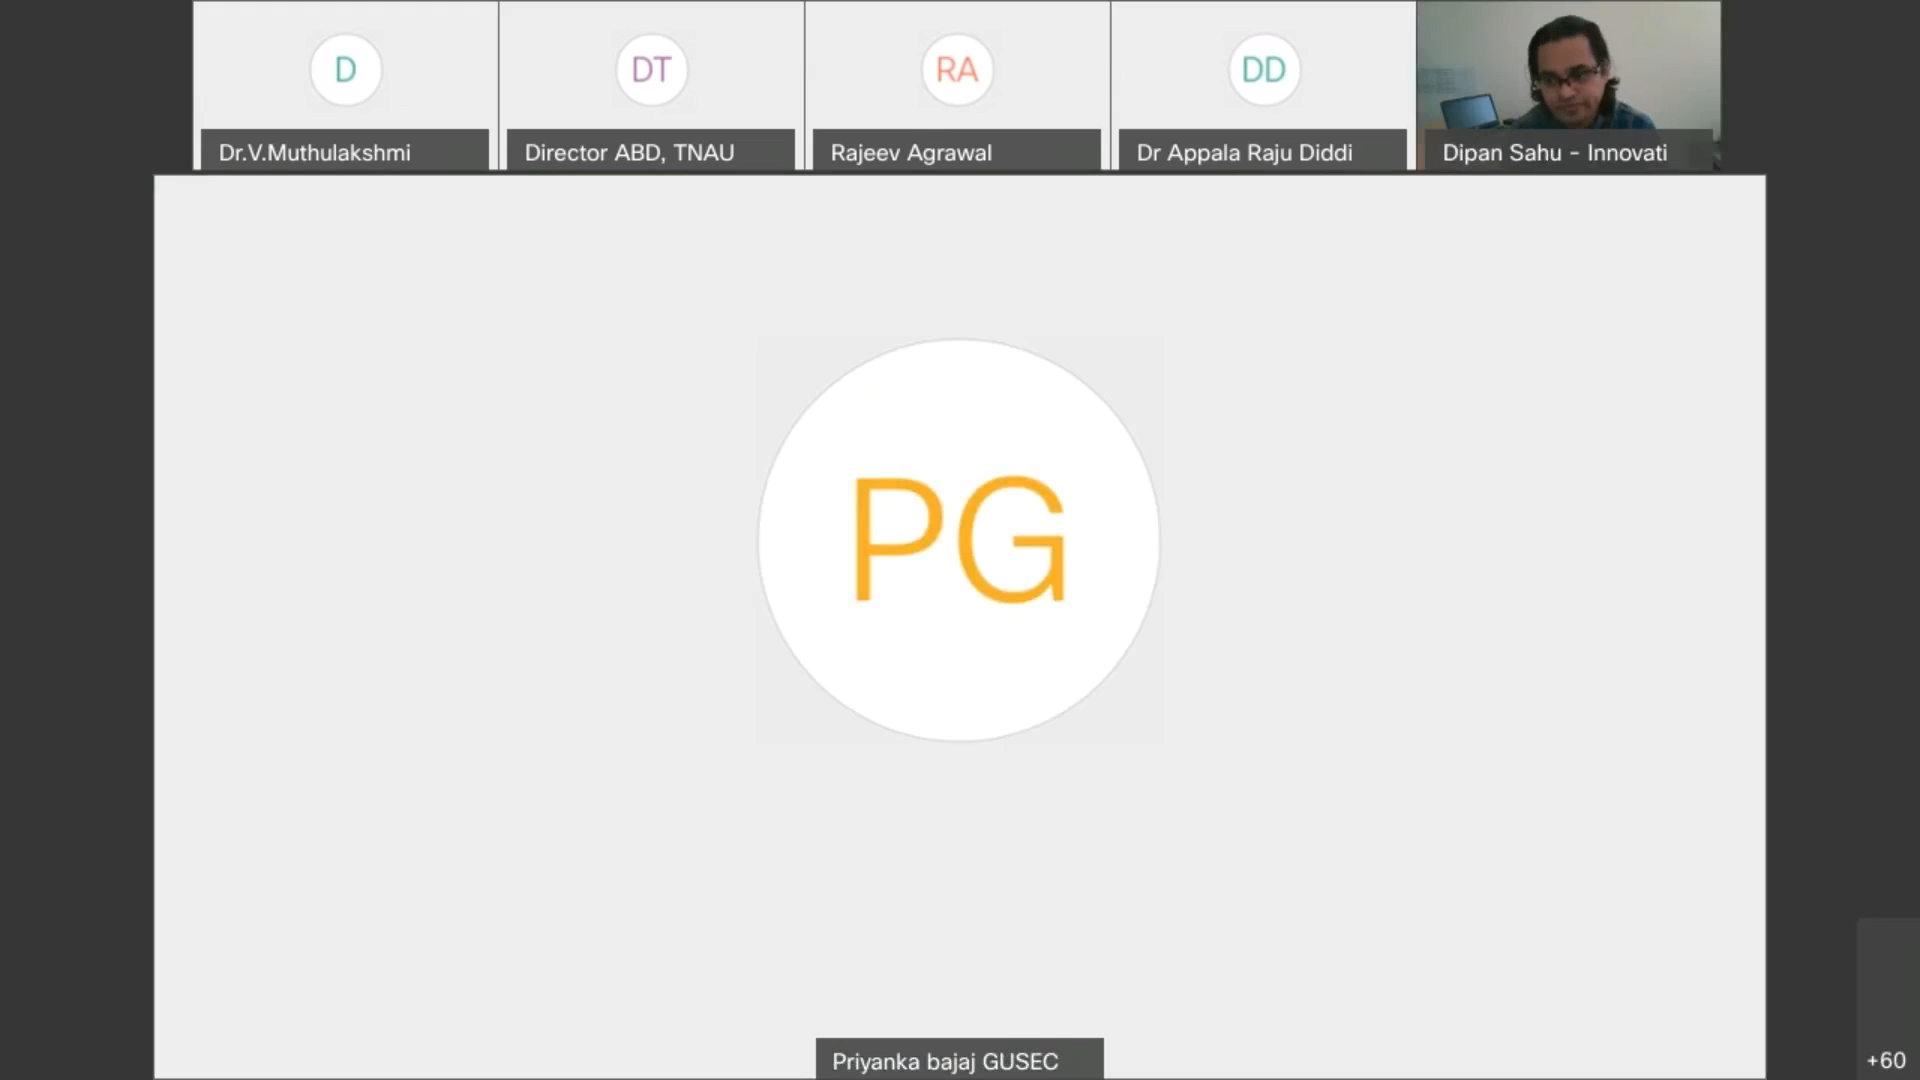 D
DT
RA
DD
Dr.V.Muthulakshmi
Director ABD, TNAU
Rajeev Agrawal
Dr Appala Raju Diddi
Dipan Sahu - Innovati
PG
Priyanka bajaj GUSEC
+60